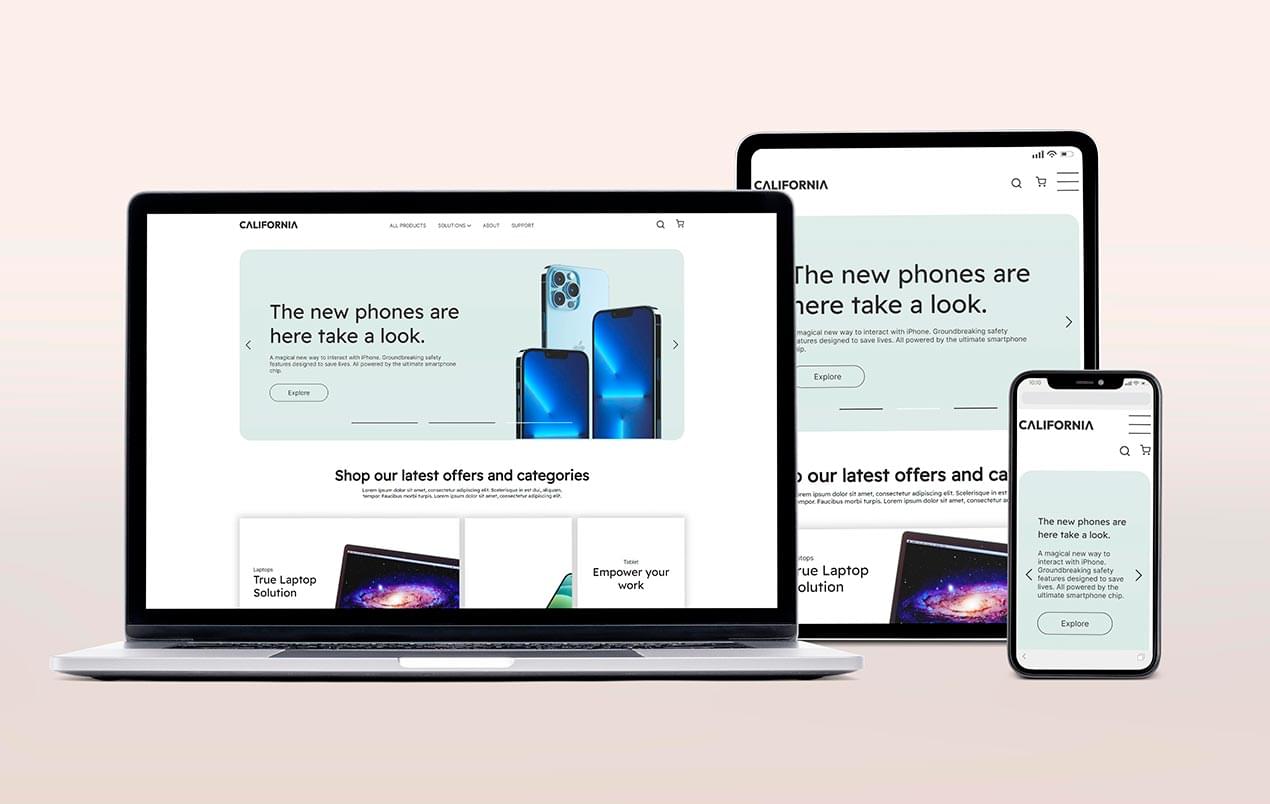 CALIFORNIA
ALL PRODUCTS
SOLUTIONS
ABOUT
SUPPORT
The new phones are
here take a look.
A magical new way to interact with iPhone. Groundbreaking safety
features designed to save lives. All powered by the ultimate smartphone
chip.
Explore
Shop our latest offers and categories
Lorem ipsum dolor sit amet, consectetur adipiscing elit. Scelerisque in est dui, aliquam,
tempor. Faucibus morbi turpis. Lorem ipsum dolor sit amet, consectetur adipiscing elit.
Laptops
True Laptop
Solution
Tablet
Empower your
work
CALIFORNIA
The new phones are
here take a look.
magical new way to interact with iPhone. Groundbreaking safety
atures designed to save lives. All powered by the ultimate smartphone
ip.
Explore
p our latest offers and ca
orem ipsum dolor sit amet, consectetur adipiscing elit. Scelerisque in est
empor. Faucibus morbi turpis. Lorem ipsum dolor sit amet, consectetur
tops
rue Laptop
olution
10:10
CALIFORNIA
The new phones are
here take a look.
A magical new way to
interact with iPhone.
Groundbreaking safety
features designed to save
lives. All powered by the
ultimate smartphone chip.
Explore